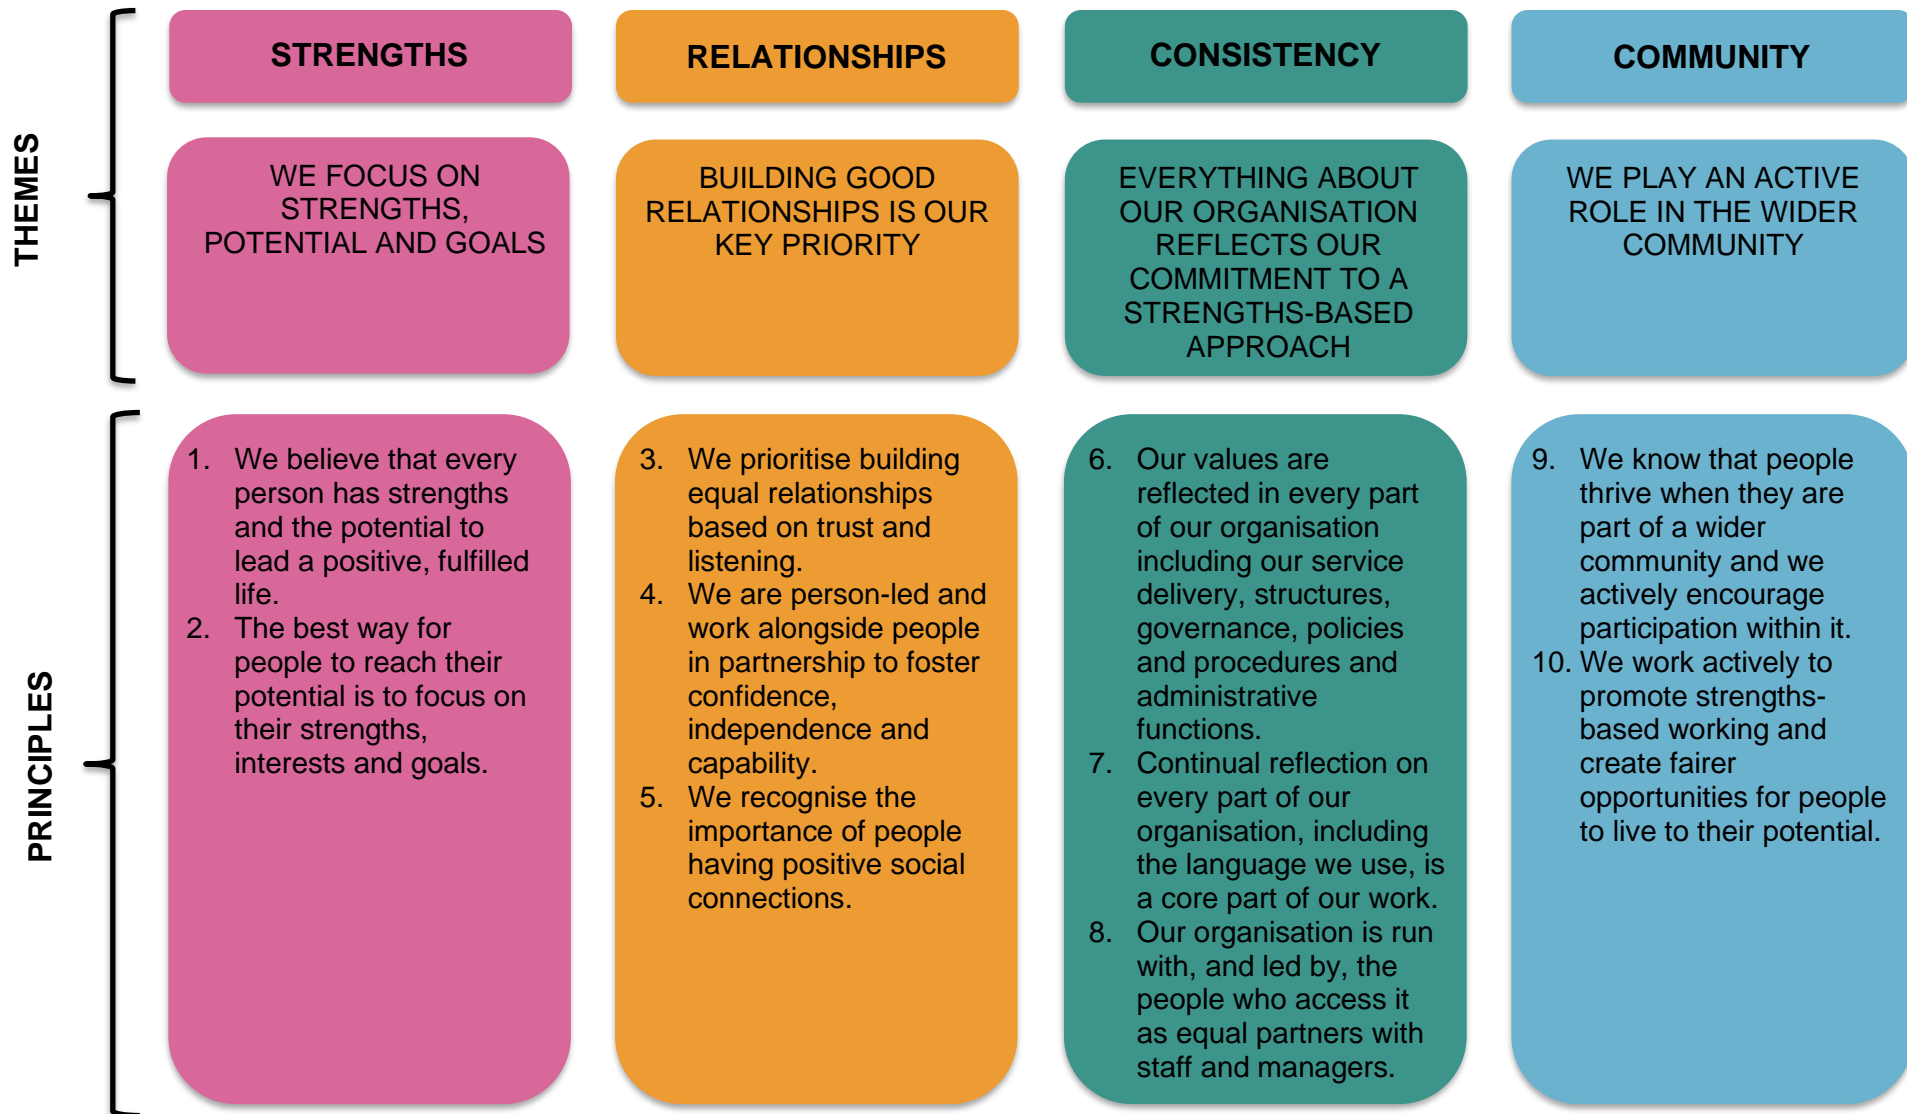 THEMES
STRENGTHS
RELATIONSHIPS
CONSISTENCY
COMMUNITY
WE FOCUS ON
STRENGTHS,
POTENTIAL AND GOALS
BUILDING GOOD
RELATIONSHIPS IS OUR
KEY PRIORITY
EVERYTHING ABOUT
OUR ORGANISATION
REFLECTS OUR
COMMITMENT TO A
STRENGTHS-BASED
APPROACH
WE PLAY AN ACTIVE
ROLE IN THE WIDER
COMMUNITY
PRINCIPLES
1. We believe that every
person has strengths
and the potential to
lead a positive, fulfilled
life.
2. The best way for
people to reach their
potential is to focus on
their strengths,
interests and goals.
3. We prioritise building
equal relationships
based on trust and
listening.
4. We are person-led and
work alongside people
in partnership to foster
confidence,
independence and
capability.
5. We recognise the
importance of people
having positive social
connections.
6. Our values are
reflected in every part
of our organisation
including our service
delivery, structures,
governance, policies
and procedures and
administrative
functions.
7. Continual reflection on
every part of our
organisation, including
the language we use, is
a core part of our work.
8. Our organisation is run
with, and led by, the
people who access it
as equal partners with
staff and managers.
9. We know that people
thrive when they are
part of a wider
community and we
actively encourage
participation within it.
10. We work actively to
promote strengths-
based working and
create fairer
opportunities for people
to live to their potential.